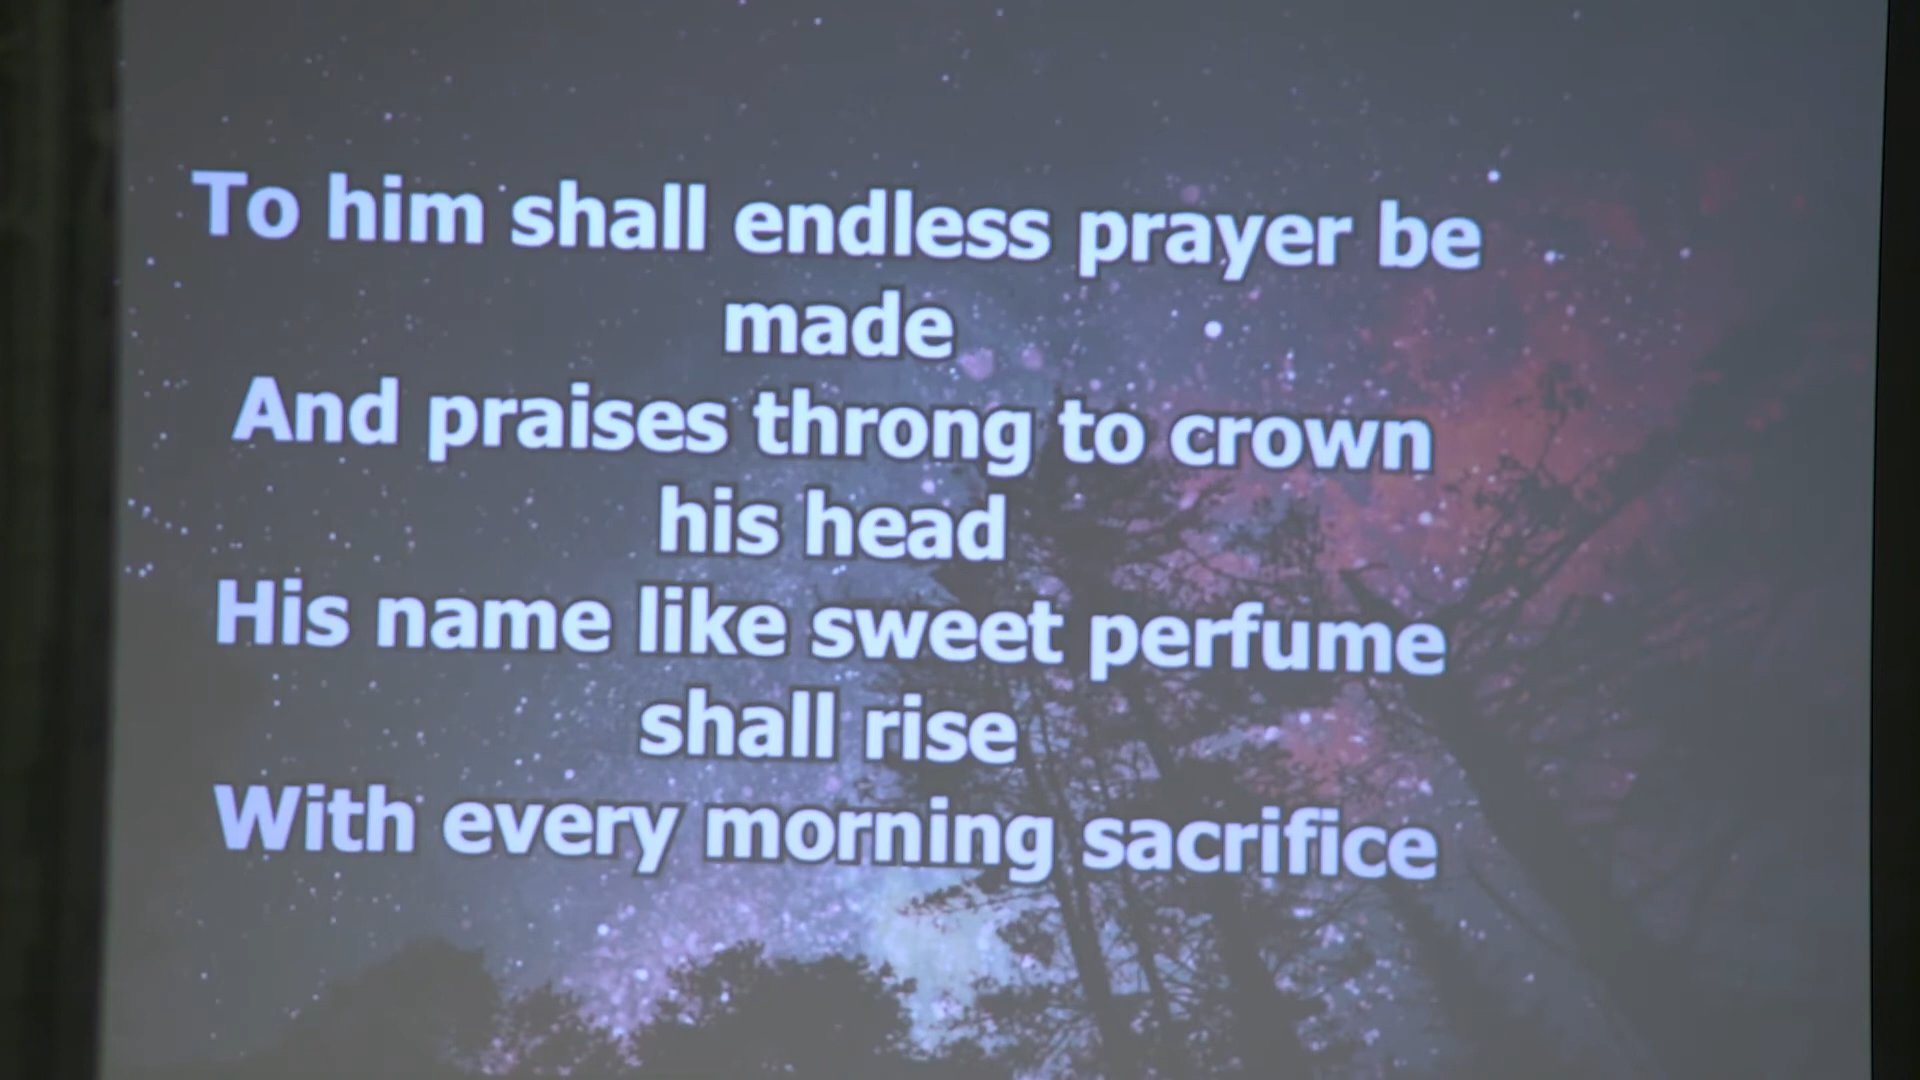 To him shall endless prayer be
made
And praises throng to crown
his head
His name like sweet perfume
shall rise
With every morning sacrifice